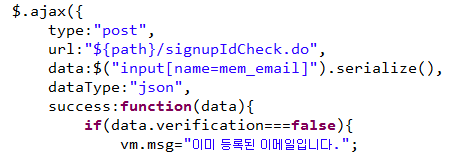 $.ajax({
type:"post",
url:"${path}/signupIdCheck.do",
data:$("input[name=mem_email]").serialize(),
dataType:"json",
success:function(data){
if(data.verification===false){
vm.msg="이미 등록된 이메일입니다.";